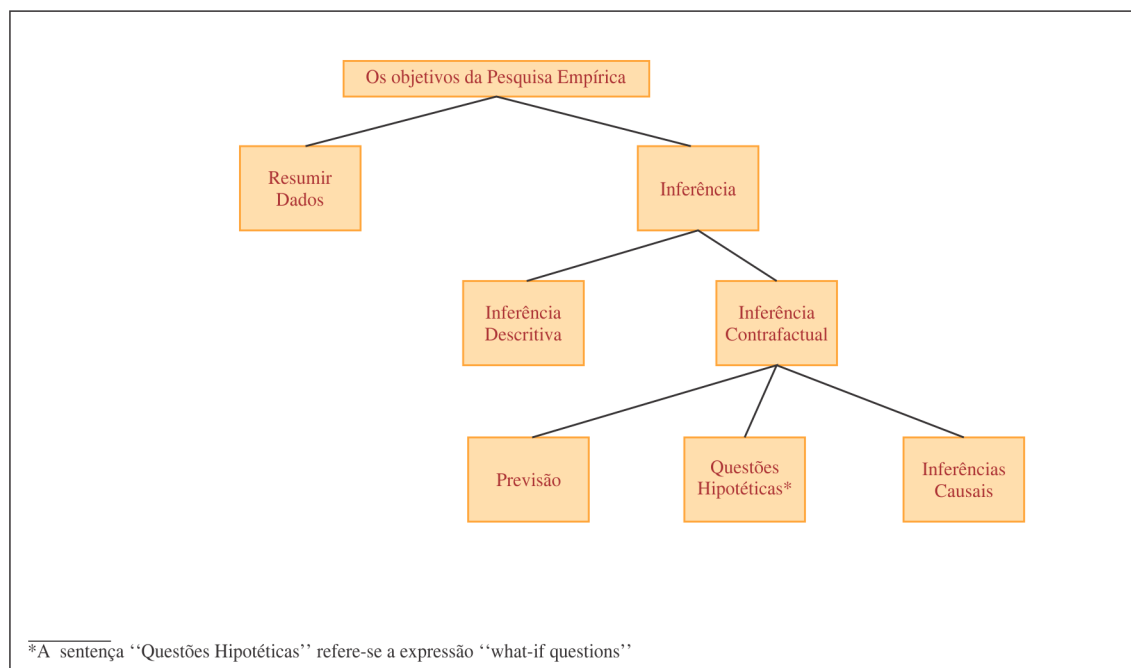 Os objetivos da Pesquisa Empírica
Resumir
Dados
Inferência
Inferência
Descritiva
Inferência
Contrafactual
Previsão
Questões
Hipotéticas*
Inferências
Causais
*A sentença ‘‘Questões Hipotéticas’’ refere-se a expressão ‘‘what-if questions’’